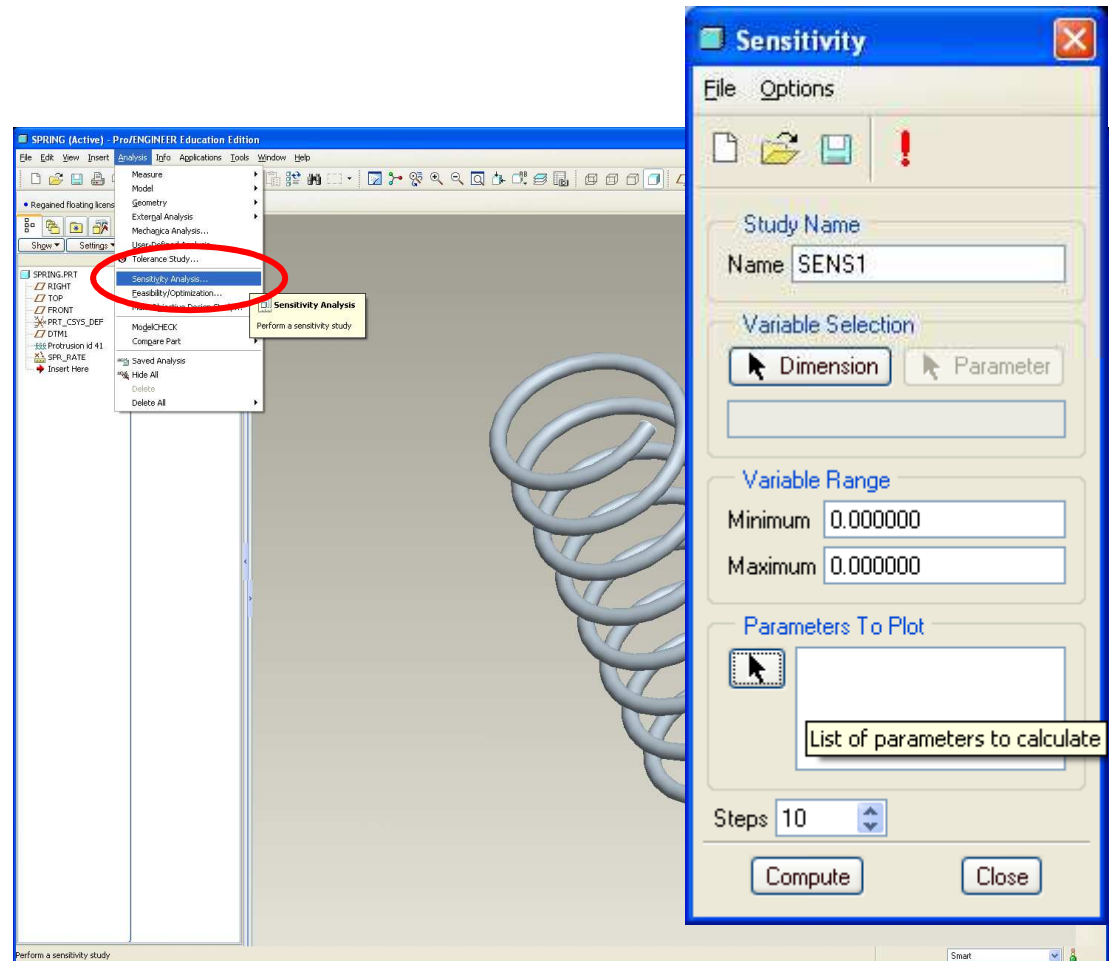 SPRING (Active) - Pro/ENGINEER Education Edition
File Edit View Insert Analysis Info Applications Tools Window Help
Regained floating licens
Show Settings
SPRING.PRT
RIGHT
TOP
FRONT
PRT_CSYS_DEF
DTM1
Protrusion id 41
SPR_RATE
Insert Here
Measure
Model
Geometry
External Analysis
Mechanica Analysis...
User-Defined Analysis
Tolerance Study...
Sensitivity Analysis...
Feasibility/Optimization...
ModelCHECK
Compare Part
Saved Analysis
Hide All
Delete
Delete All
Sensitivity Analysis
Perform a sensitivity study
Perform a sensitivity study
Smart
Sensitivity
File Options
Study Name
Name SENS1
Variable Selection
Dimension Parameter
Variable Range
Minimum 0.000000
Maximum 0.000000
Parameters To Plot
List of parameters to calculate
Steps 10
Compute Close